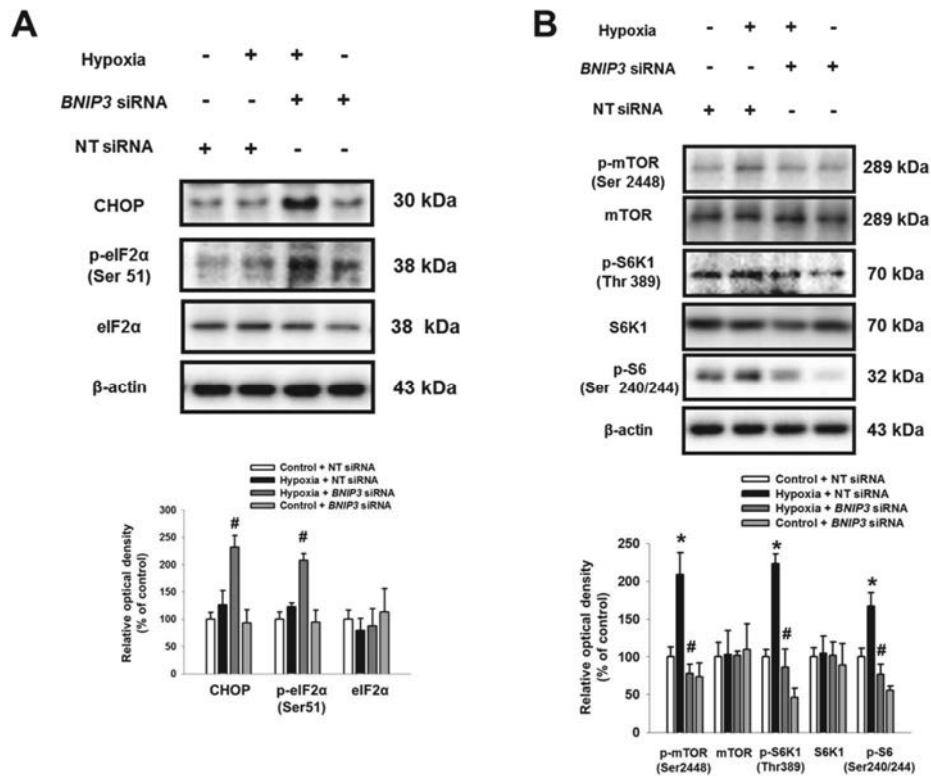 A
Hypoxia - + + -
BNIP3 siRNA - - + +
NT siRNA + + - -
CHOP 30 kDa
p-eIF2α 38 kDa
(Ser 51)
eIF2α 38 kDa
β-actin 43 kDa
Control + NT siRNA
Hypoxia + NT siRNA
Hypoxia + BNIP3 siRNA
Control + BNIP3 siRNA
Relative optical density
(% of control)
300
250
200
150
100
50
0
# #
CHOP p-eIF2α eIF2α
(Ser51)
B
Hypoxia - + + -
BNIP3 siRNA - - + +
NT siRNA + + - -
p-mTOR 289 kDa
(Ser 2448)
mTOR 289 kDa
p-S6K1 70 kDa
(Thr 389)
S6K1 70 kDa
p-S6 32 kDa
(Ser 240/244)
β-actin 43 kDa
Control + NT siRNA
Hypoxia + NT siRNA
Hypoxia + BNIP3 siRNA
Control + BNIP3 siRNA
Relative optical density
(% of control)
250
200
150
100
50
0
* # * # * #
p-mTOR mTOR p-S6K1 S6K1 p-S6
(Ser2448) (Thr389) (Ser240/244)